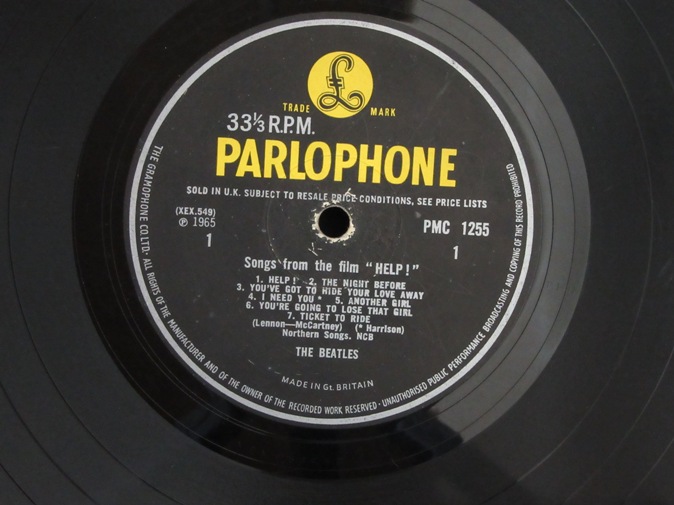 £
TRADE MARK
33⅓ R.P.M.
PARLOPHONE
SOLD IN U.K. SUBJECT TO RESALE PRICE CONDITIONS, SEE PRICE LISTS
(XEX.549)
℗ 1965
1
PMC 1255
1
Songs from the film "HELP!"
1. HELP! 2. THE NIGHT BEFORE
3. YOU'VE GOT TO HIDE YOUR LOVE AWAY
4. I NEED YOU * 5. ANOTHER GIRL
6. YOU'RE GOING TO LOSE THAT GIRL
7. TICKET TO RIDE
(Lennon—McCartney) (* Harrison)
Northern Songs. NCB
THE BEATLES
MADE IN Gt. BRITAIN
THE GRAMOPHONE CO. LTD. · ALL RIGHTS OF THE MANUFACTURER AND OF THE OWNER OF THE RECORDED WORK RESERVED · UNAUTHORISED PUBLIC PERFORMANCE BROADCASTING AND COPYING OF THIS RECORD PROHIBITED